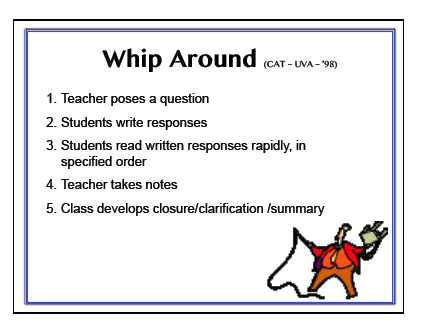 Whip Around (CAT – UVA – '98)
1. Teacher poses a question
2. Students write responses
3. Students read written responses rapidly, in
specified order
4. Teacher takes notes
5. Class develops closure/clarification /summary